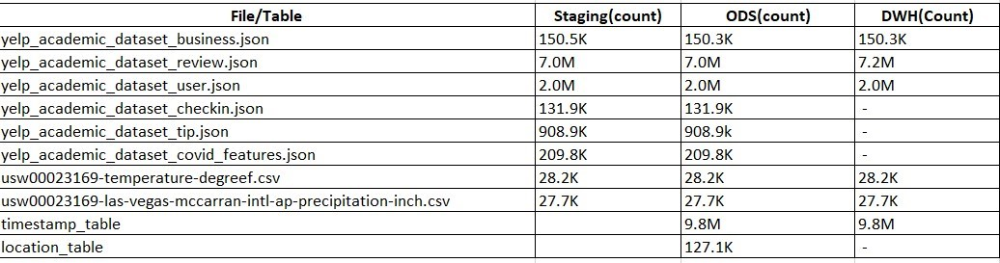 File/Table Staging(count) ODS(count) DWH(Count)
yelp_academic_dataset_business.json 150.5K 150.3K 150.3K
yelp_academic_dataset_review.json 7.0M 7.0M 7.2M
yelp_academic_dataset_user.json 2.0M 2.0M 2.0M
yelp_academic_dataset_checkin.json 131.9K 131.9K -
yelp_academic_dataset_tip.json 908.9K 908.9k -
yelp_academic_dataset_covid_features.json 209.8K 209.8K -
usw00023169-temperature-degreef.csv 28.2K 28.2K 28.2K
usw00023169-las-vegas-mccarran-intl-ap-precipitation-inch.csv 27.7K 27.7K 27.7K
timestamp_table 9.8M 9.8M
location_table 127.1K -